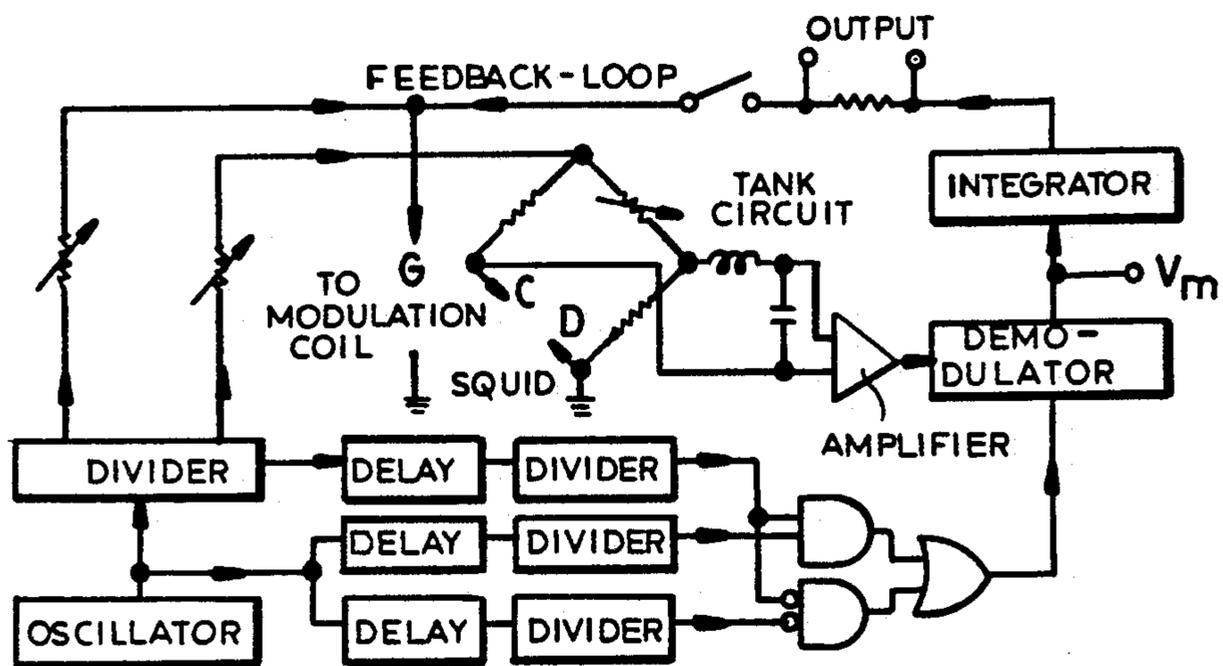 OUTPUT
FEEDBACK-LOOP
INTEGRATOR
TANK
CIRCUIT
G
TO
MODULATION
COIL
C
D
SQUID
Vm
DEMO-
DULATOR
AMPLIFIER
DIVIDER
DELAY
DIVIDER
DELAY
DIVIDER
OSCILLATOR
DELAY
DIVIDER